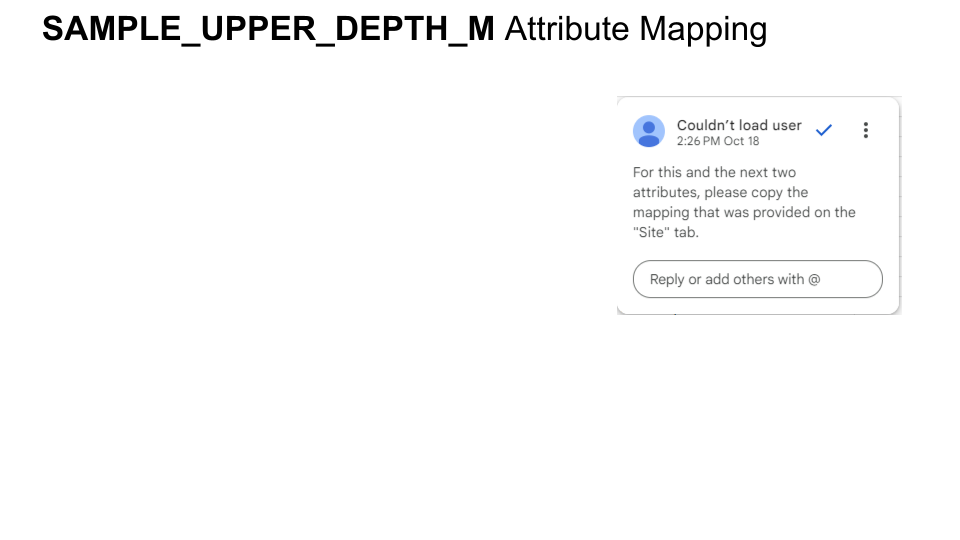 SAMPLE_UPPER_DEPTH_M Attribute Mapping
Couldn't load user
2:26 PM Oct 18
For this and the next two
attributes, please copy the
mapping that was provided on the
"Site" tab.
Reply or add others with @